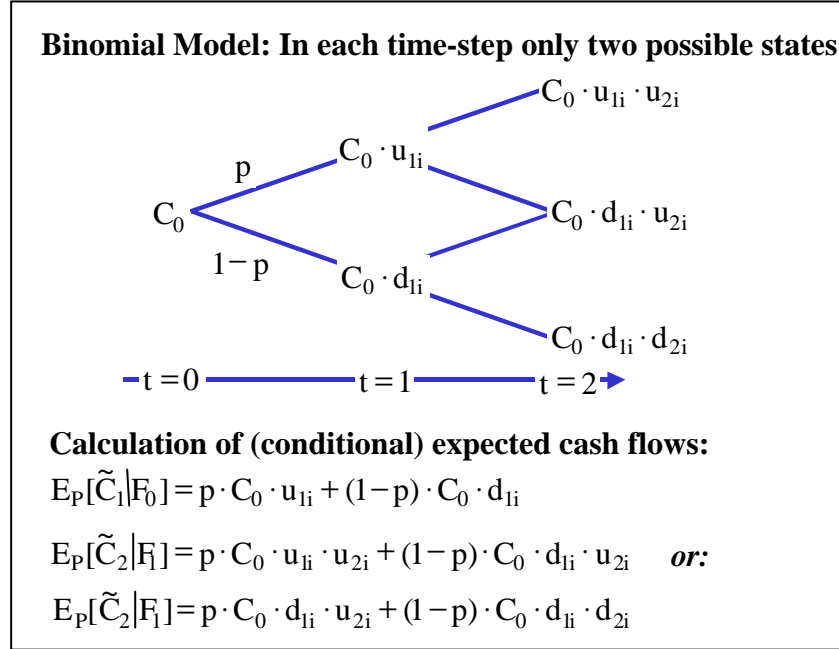 Binomial Model: In each time-step only two possible states
C₀ · u₁ᵢ · u₂ᵢ
p
C₀ · u₁ᵢ
C₀
C₀ · d₁ᵢ · u₂ᵢ
1 − p
C₀ · d₁ᵢ
C₀ · d₁ᵢ · d₂ᵢ
t = 0 t = 1 t = 2
Calculation of (conditional) expected cash flows:
E_P[C̃₁|F₀] = p · C₀ · u₁ᵢ + (1 − p) · C₀ · d₁ᵢ
E_P[C̃₂|F₁] = p · C₀ · u₁ᵢ · u₂ᵢ + (1 − p) · C₀ · d₁ᵢ · u₂ᵢ or:
E_P[C̃₂|F₁] = p · C₀ · d₁ᵢ · u₂ᵢ + (1 − p) · C₀ · d₁ᵢ · d₂ᵢ